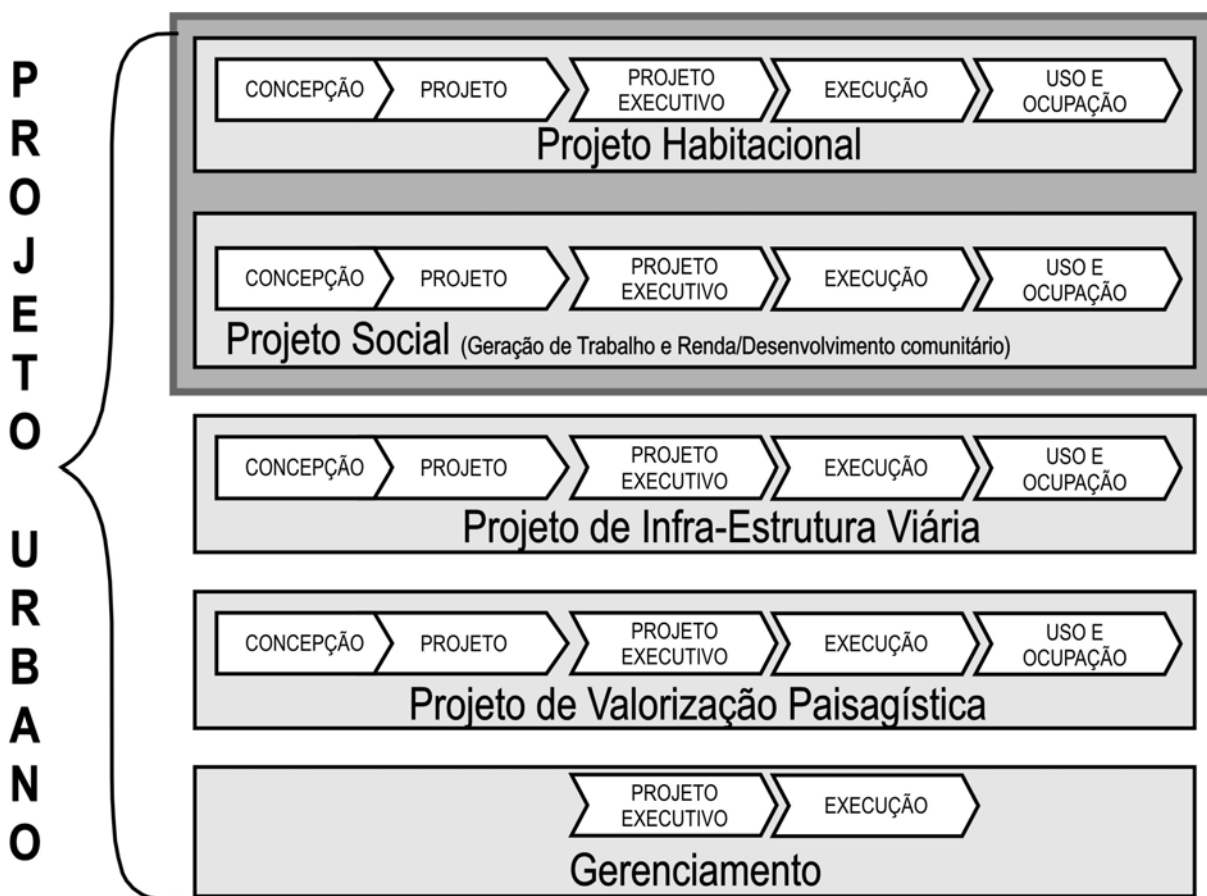 PROJETO URBANO
CONCEPÇÃO PROJETO PROJETO EXECUTIVO EXECUÇÃO USO E OCUPAÇÃO
Projeto Habitacional
CONCEPÇÃO PROJETO PROJETO EXECUTIVO EXECUÇÃO USO E OCUPAÇÃO
Projeto Social (Geração de Trabalho e Renda/Desenvolvimento comunitário)
CONCEPÇÃO PROJETO PROJETO EXECUTIVO EXECUÇÃO USO E OCUPAÇÃO
Projeto de Infra-Estrutura Viária
CONCEPÇÃO PROJETO PROJETO EXECUTIVO EXECUÇÃO USO E OCUPAÇÃO
Projeto de Valorização Paisagística
PROJETO EXECUTIVO EXECUÇÃO
Gerenciamento